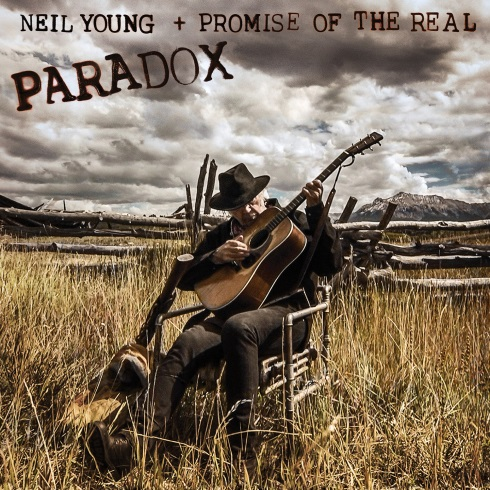 NEIL YOUNG + PROMISE OF THE REAL
PARADOX